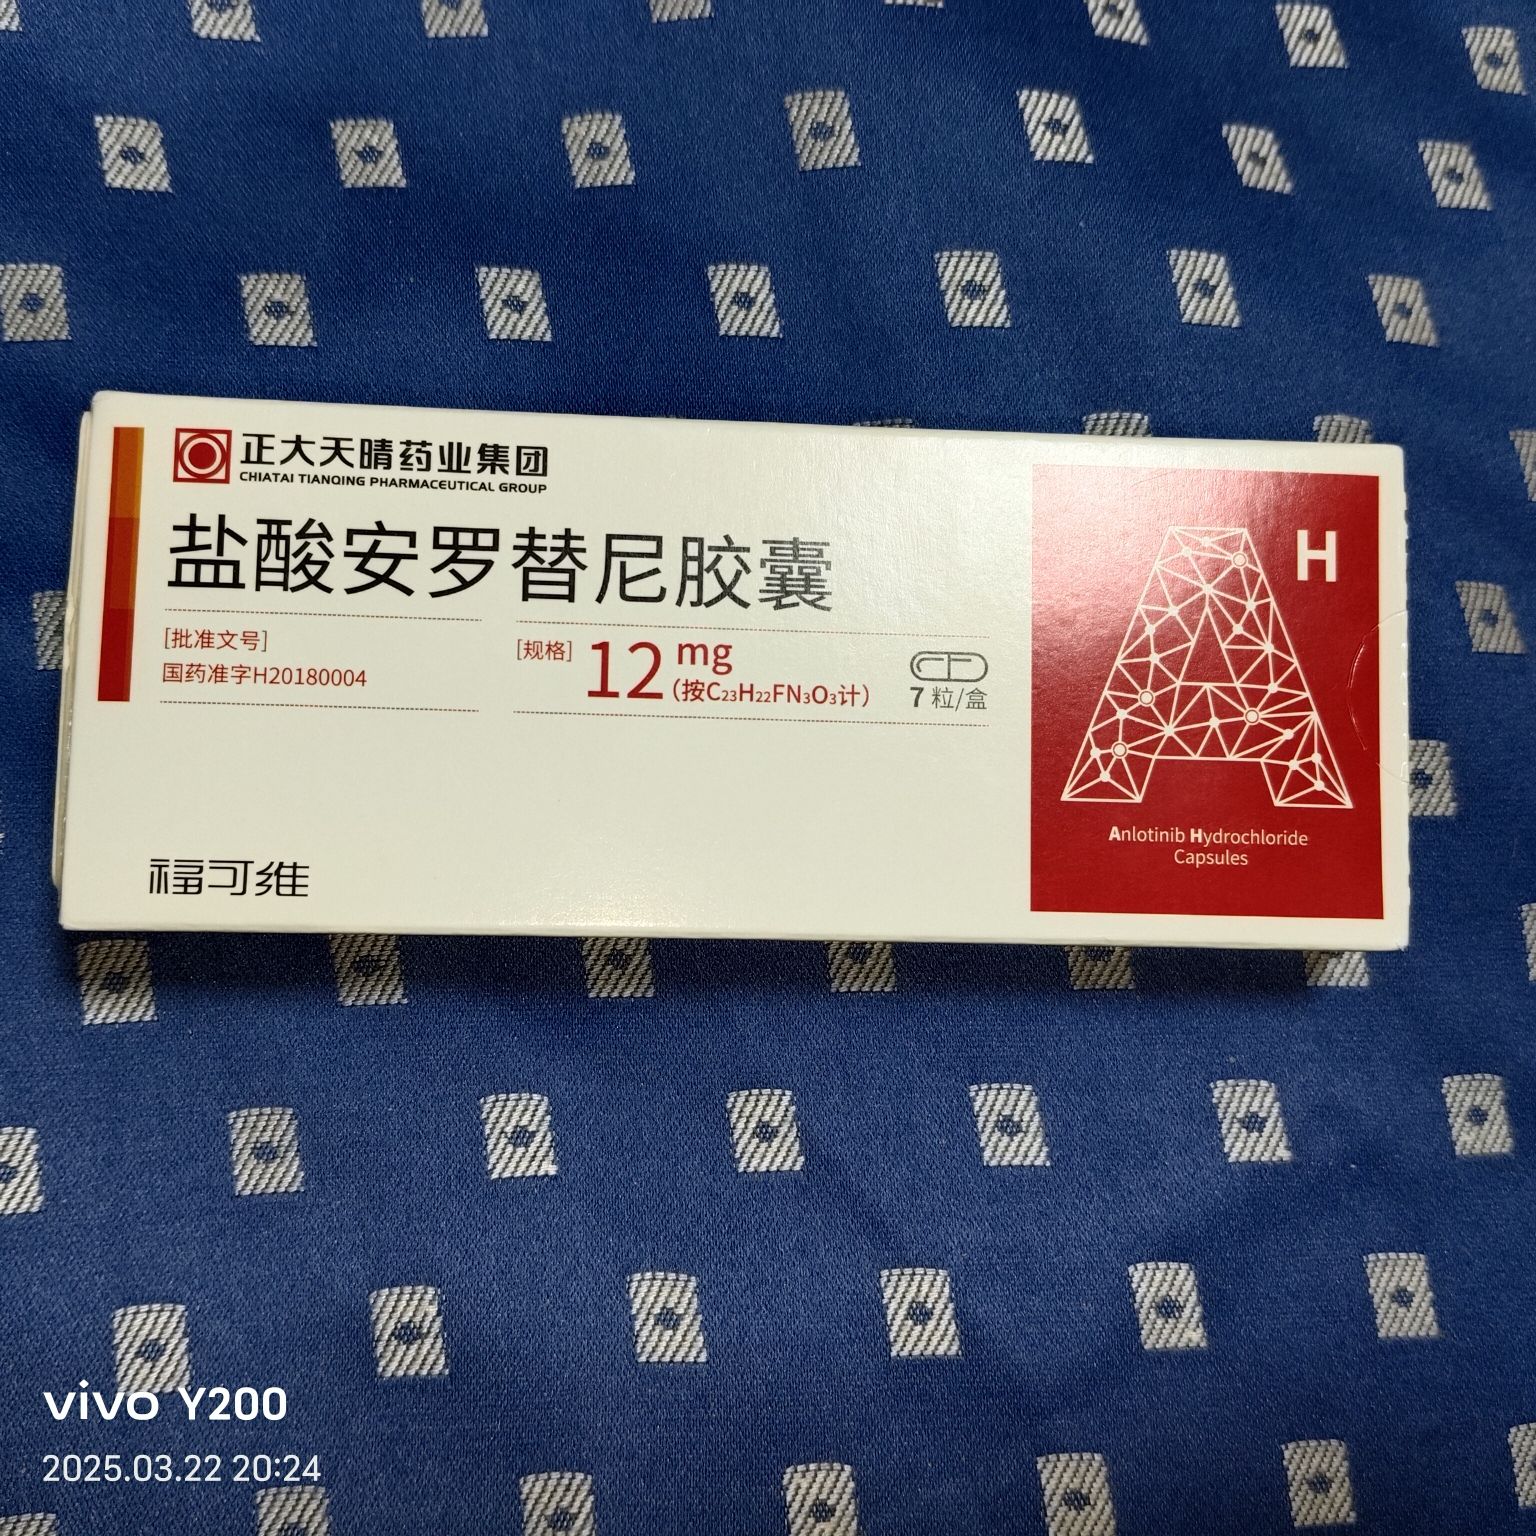 正大天晴药业集团
CHIATAI TIANQING PHARMACEUTICAL GROUP
盐酸安罗替尼胶囊
[批准文号]
国药准字H20180004
[规格] 12 mg
(按C₂₃H₂₂FN₃O₃计)
7 粒/盒
福可维
H
Anlotinib Hydrochloride
Capsules
vivo Y200
2025.03.22 20:24